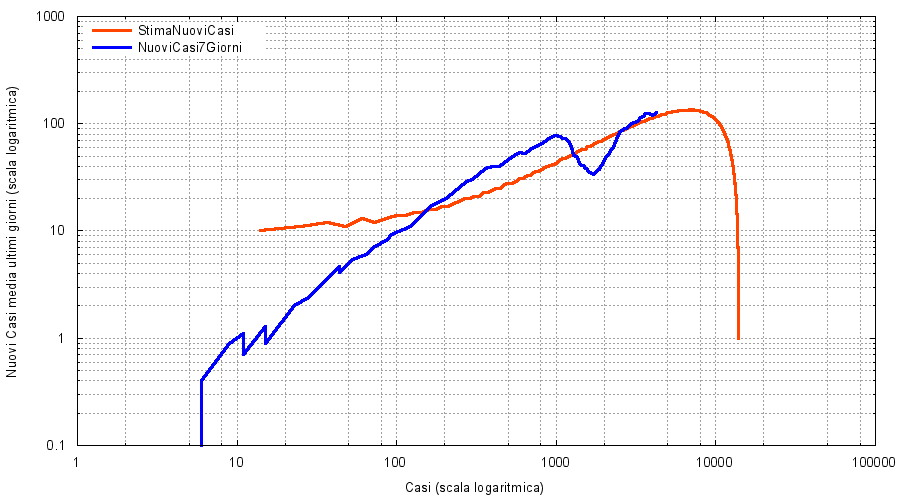 1000
StimaNuoviCasi
NuoviCasi7Giorni
100
10
1
0.1
Nuovi Casi media ultimi giorni (scala logaritmica)
1 10 100 1000 10000 100000
Casi (scala logaritmica)